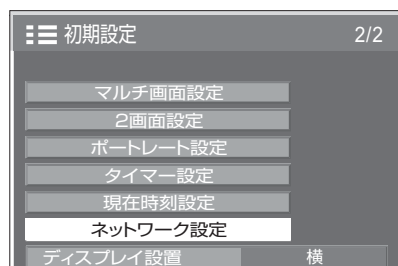 初期設定 2/2
マルチ画面設定
2画面設定
ポートレート設定
タイマー設定
現在時刻設定
ネットワーク設定
ディスプレイ設置 横